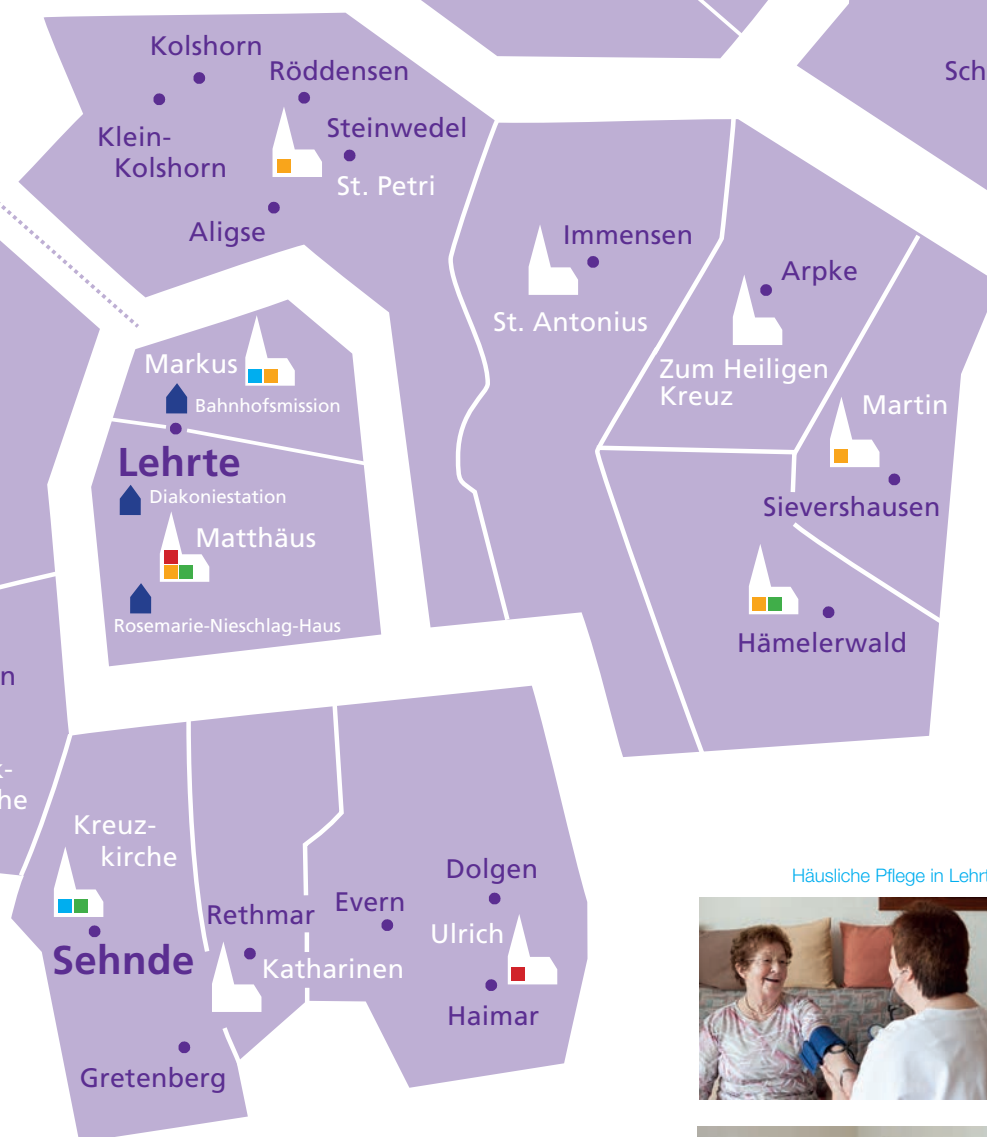 Kolshorn
Röddensen
Sch
Klein-
Kolshorn
Steinwedel
St. Petri
Aligse
Immensen
St. Antonius
Arpke
Zum Heiligen
Kreuz
Martin
Sievershausen
Markus
Bahnhofsmission
Lehrte
Diakoniestation
Matthäus
Rosemarie-Nieschlag-Haus
Hämelerwald
n
he
Kreuz-
kirche
Sehnde
Rethmar
Katharinen
Evern
Dolgen
Ulrich
Haimar
Gretenberg
Häusliche Pflege in Lehrt